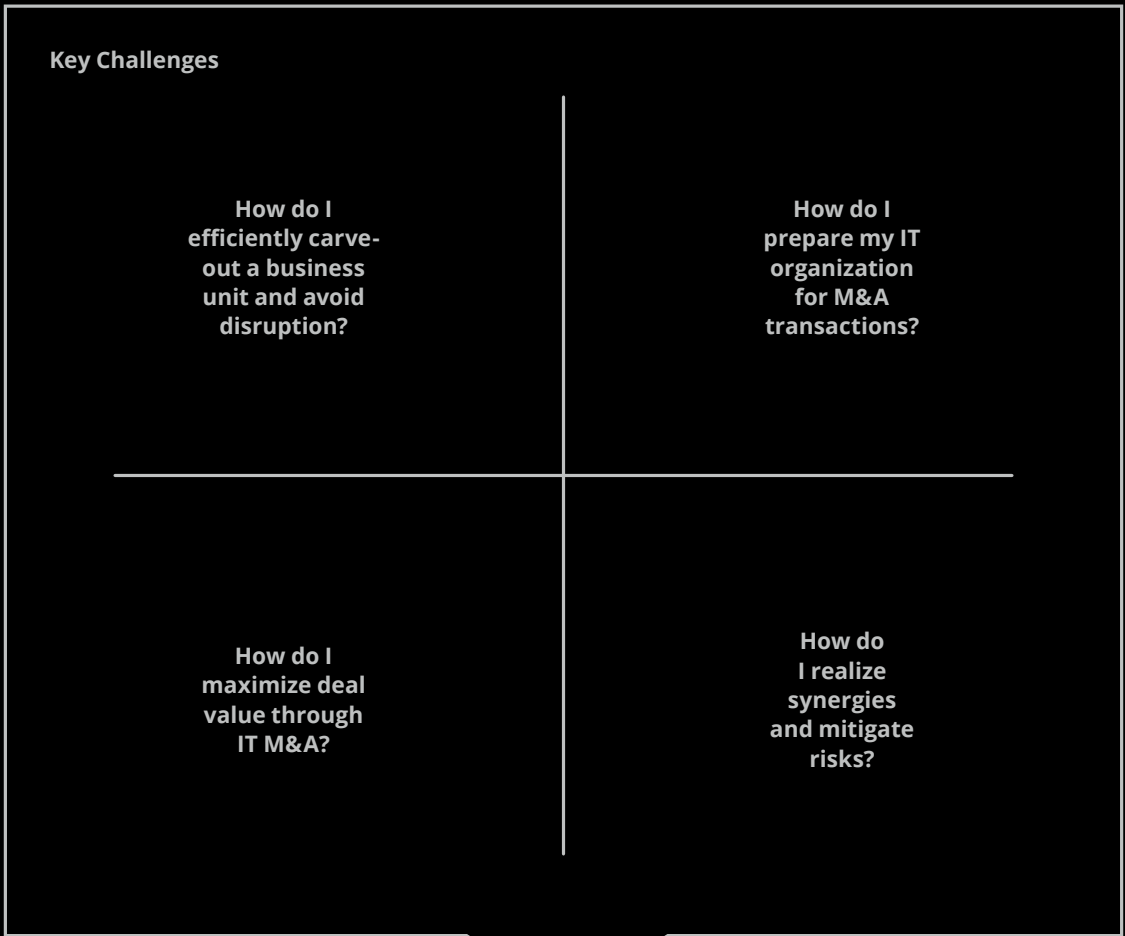 Key Challenges
How do I
efficiently carve-
out a business
unit and avoid
disruption?
How do I
prepare my IT
organization
for M&A
transactions?
How do I
maximize deal
value through
IT M&A?
How do
I realize
synergies
and mitigate
risks?